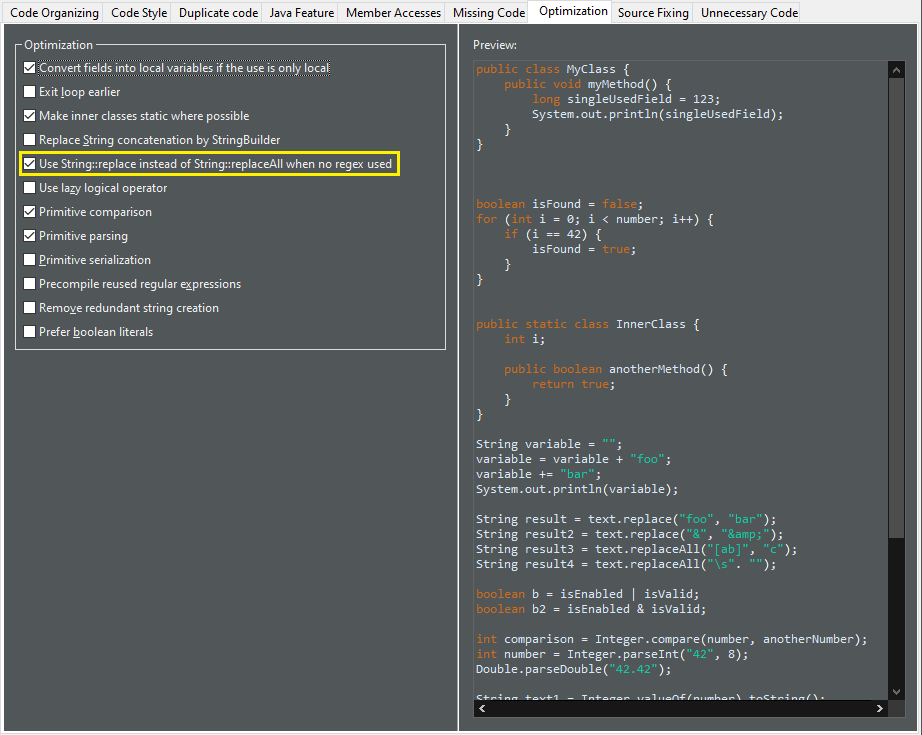 Code Organizing Code Style Duplicate code Java Feature Member Accesses Missing Code Optimization Source Fixing Unnecessary Code
Optimization
Convert fields into local variables if the use is only local
Exit loop earlier
Make inner classes static where possible
Replace String concatenation by StringBuilder
Use String::replace instead of String::replaceAll when no regex used
Use lazy logical operator
Primitive comparison
Primitive parsing
Primitive serialization
Precompile reused regular expressions
Remove redundant string creation
Prefer boolean literals
Preview:
public class MyClass {
    public void myMethod() {
        long singleUsedField = 123;
        System.out.println(singleUsedField);
    }
}
boolean isFound = false;
for (int i = 0; i < number; i++) {
    if (i == 42) {
        isFound = true;
    }
}
public static class InnerClass {
    int i;
    public boolean anotherMethod() {
        return true;
    }
}
String variable = "";
variable = variable + "foo";
variable += "bar";
System.out.println(variable);
String result = text.replace("foo", "bar");
String result2 = text.replace("&", "&amp;");
String result3 = text.replaceAll("[ab]", "c");
String result4 = text.replaceAll("\s". "");
boolean b = isEnabled | isValid;
boolean b2 = isEnabled & isValid;
int comparison = Integer.compare(number, anotherNumber);
int number = Integer.parseInt("42", 8);
Double.parseDouble("42.42");
String text1 = Integer.valueOf(number).toString();